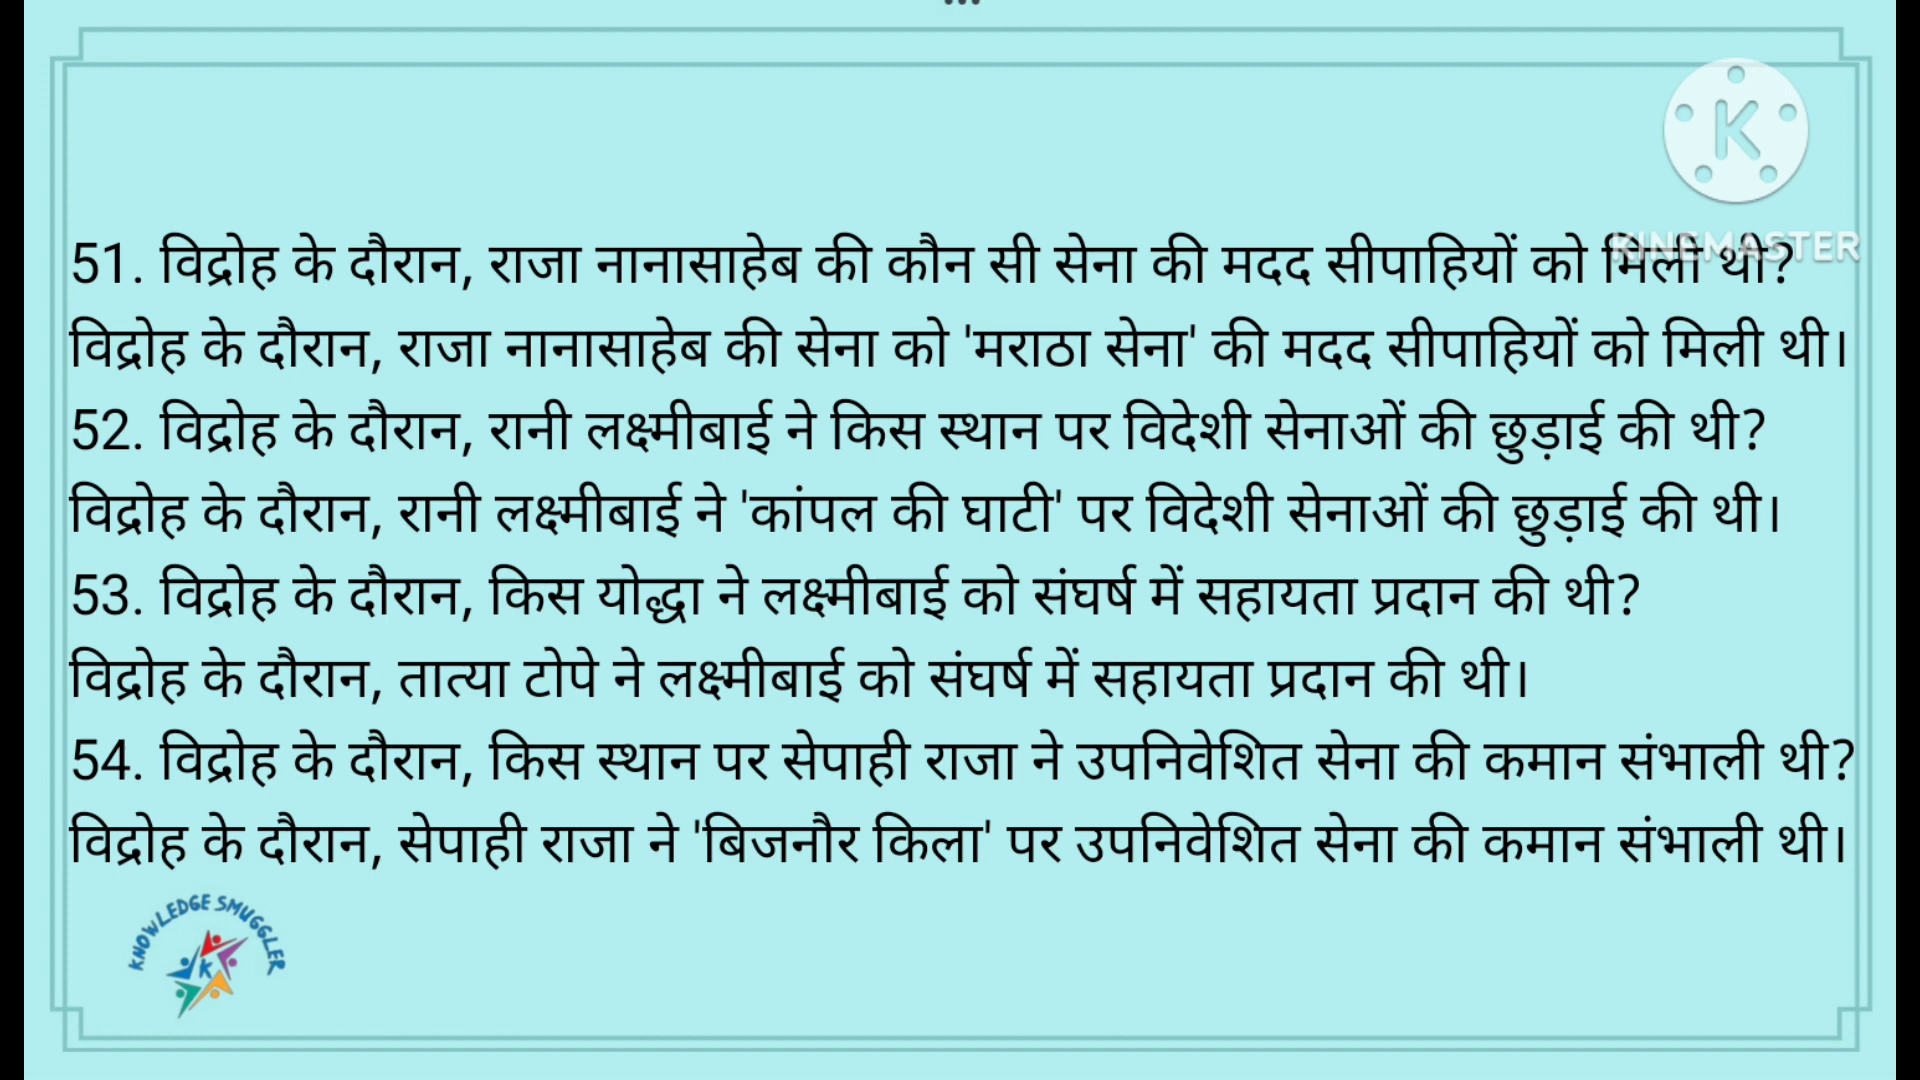 51. विद्रोह के दौरान, राजा नानासाहेब की कौन सी सेना की मदद सीपाहियों को मिली थी?
KINEMASTER
विद्रोह के दौरान, राजा नानासाहेब की सेना को 'मराठा सेना' की मदद सीपाहियों को मिली थी।
52. विद्रोह के दौरान, रानी लक्ष्मीबाई ने किस स्थान पर विदेशी सेनाओं की छुड़ाई की थी?
विद्रोह के दौरान, रानी लक्ष्मीबाई ने 'कांपल की घाटी' पर विदेशी सेनाओं की छुड़ाई की थी।
53. विद्रोह के दौरान, किस योद्धा ने लक्ष्मीबाई को संघर्ष में सहायता प्रदान की थी?
विद्रोह के दौरान, तात्या टोपे ने लक्ष्मीबाई को संघर्ष में सहायता प्रदान की थी।
54. विद्रोह के दौरान, किस स्थान पर सेपाही राजा ने उपनिवेशित सेना की कमान संभाली थी?
विद्रोह के दौरान, सेपाही राजा ने 'बिजनौर किला' पर उपनिवेशित सेना की कमान संभाली थी।
KNOWLEDGE SMUGGLER
K